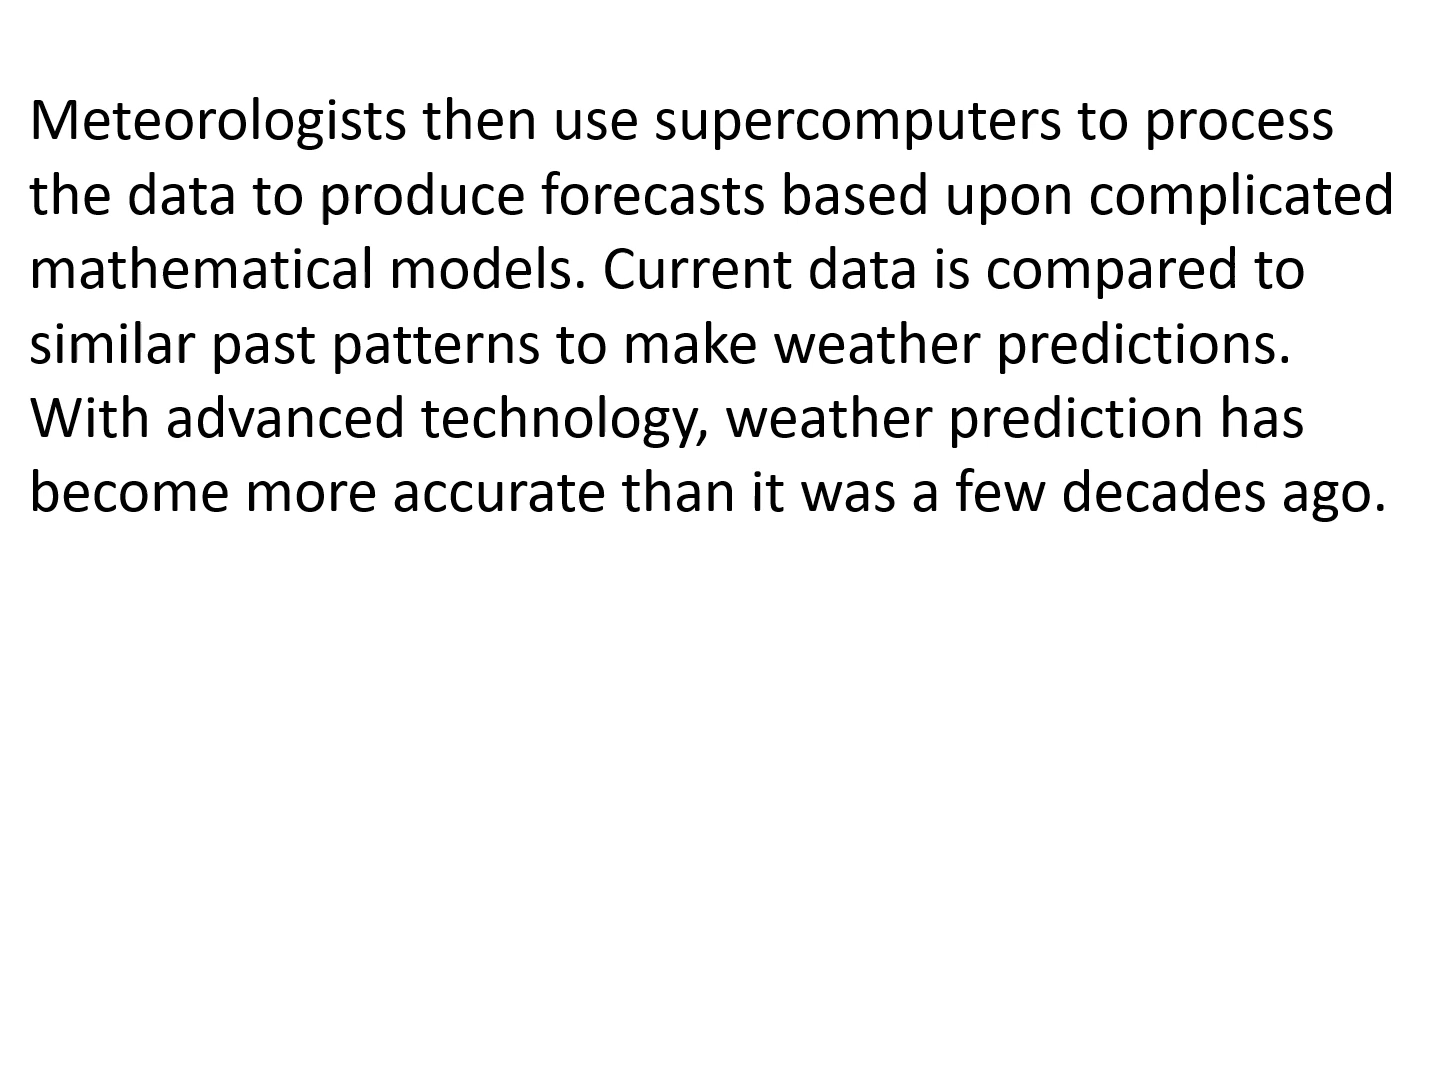 Meteorologists then use supercomputers to process
the data to produce forecasts based upon complicated
mathematical models. Current data is compared to
similar past patterns to make weather predictions.
With advanced technology, weather prediction has
become more accurate than it was a few decades ago.